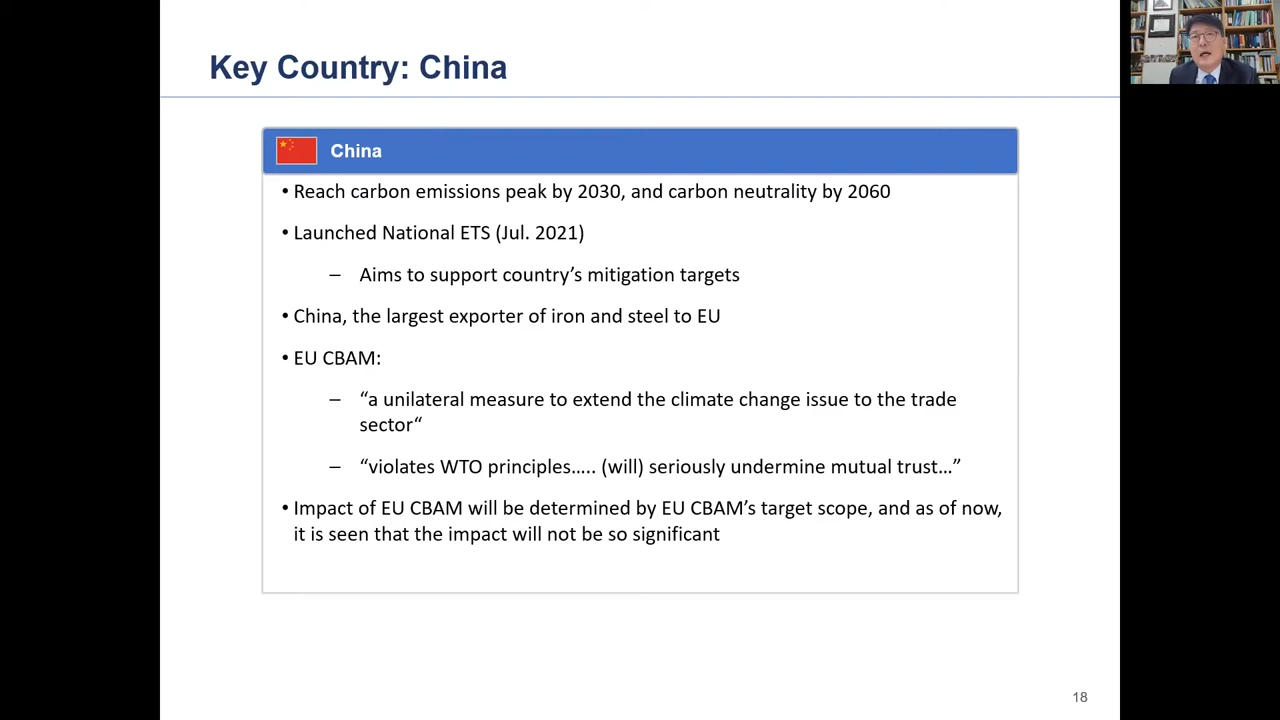 Key Country: China
China
• Reach carbon emissions peak by 2030, and carbon neutrality by 2060
• Launched National ETS (Jul. 2021)
– Aims to support country’s mitigation targets
• China, the largest exporter of iron and steel to EU
• EU CBAM:
– “a unilateral measure to extend the climate change issue to the trade
sector“
– “violates WTO principles….. (will) seriously undermine mutual trust…”
• Impact of EU CBAM will be determined by EU CBAM’s target scope, and as of now,
it is seen that the impact will not be so significant
18